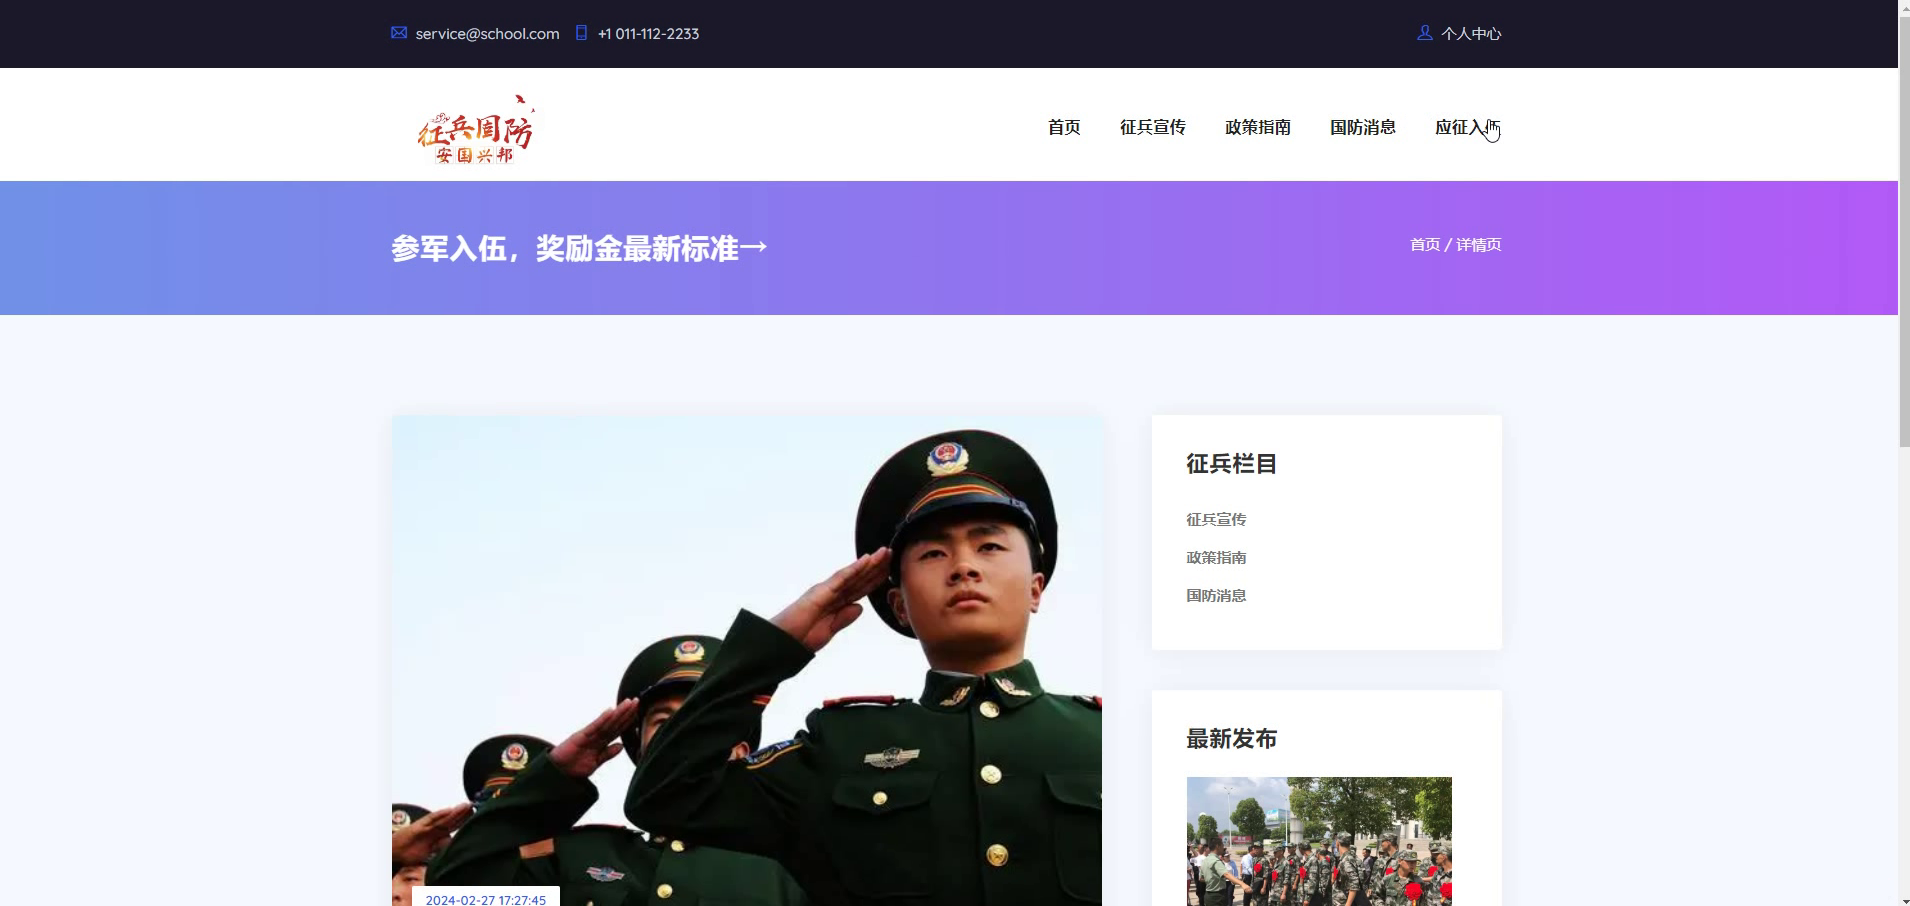 service@school.com +1 011-112-2233 个人中心
征兵国防
安国兴邦
首页 征兵宣传 政策指南 国防消息 应征入伍
参军入伍，奖励金最新标准→
首页 / 详情页
征兵栏目
征兵宣传
政策指南
国防消息
最新发布
2024-02-27 17:27:45